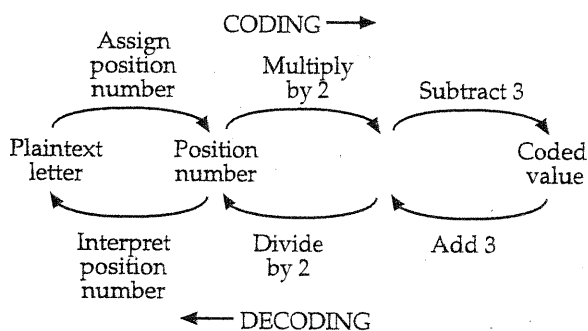 CODING
Assign
position
number
Multiply
by 2
Subtract 3
Plaintext
letter
Position
number
Coded
value
Interpret
position
number
Divide
by 2
Add 3
DECODING